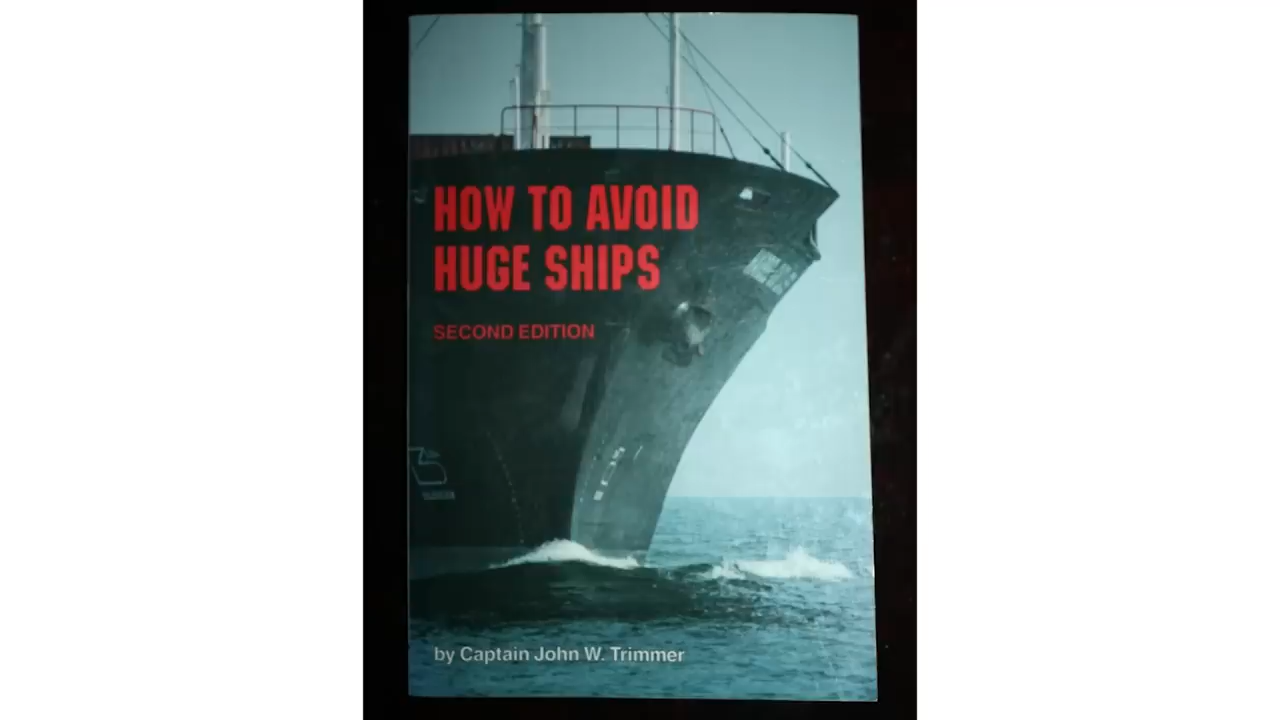 HOW TO AVOID
HUGE SHIPS
SECOND EDITION
by Captain John W. Trimmer